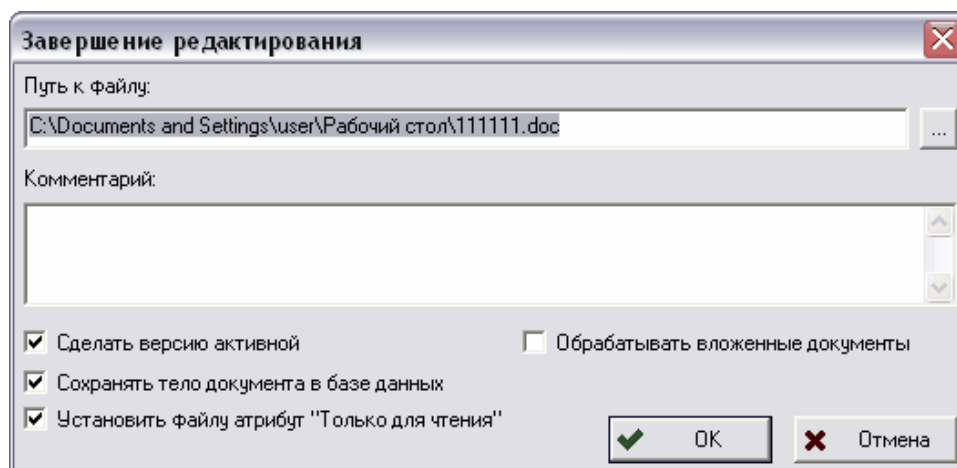 Завершение редактирования
Путь к файлу:
C:\Documents and Settings\user\Рабочий стол\111111.doc
...
Комментарий:
Сделать версию активной
Обрабатывать вложенные документы
Сохранять тело документа в базе данных
Установить файлу атрибут "Только для чтения"
OK
Отмена